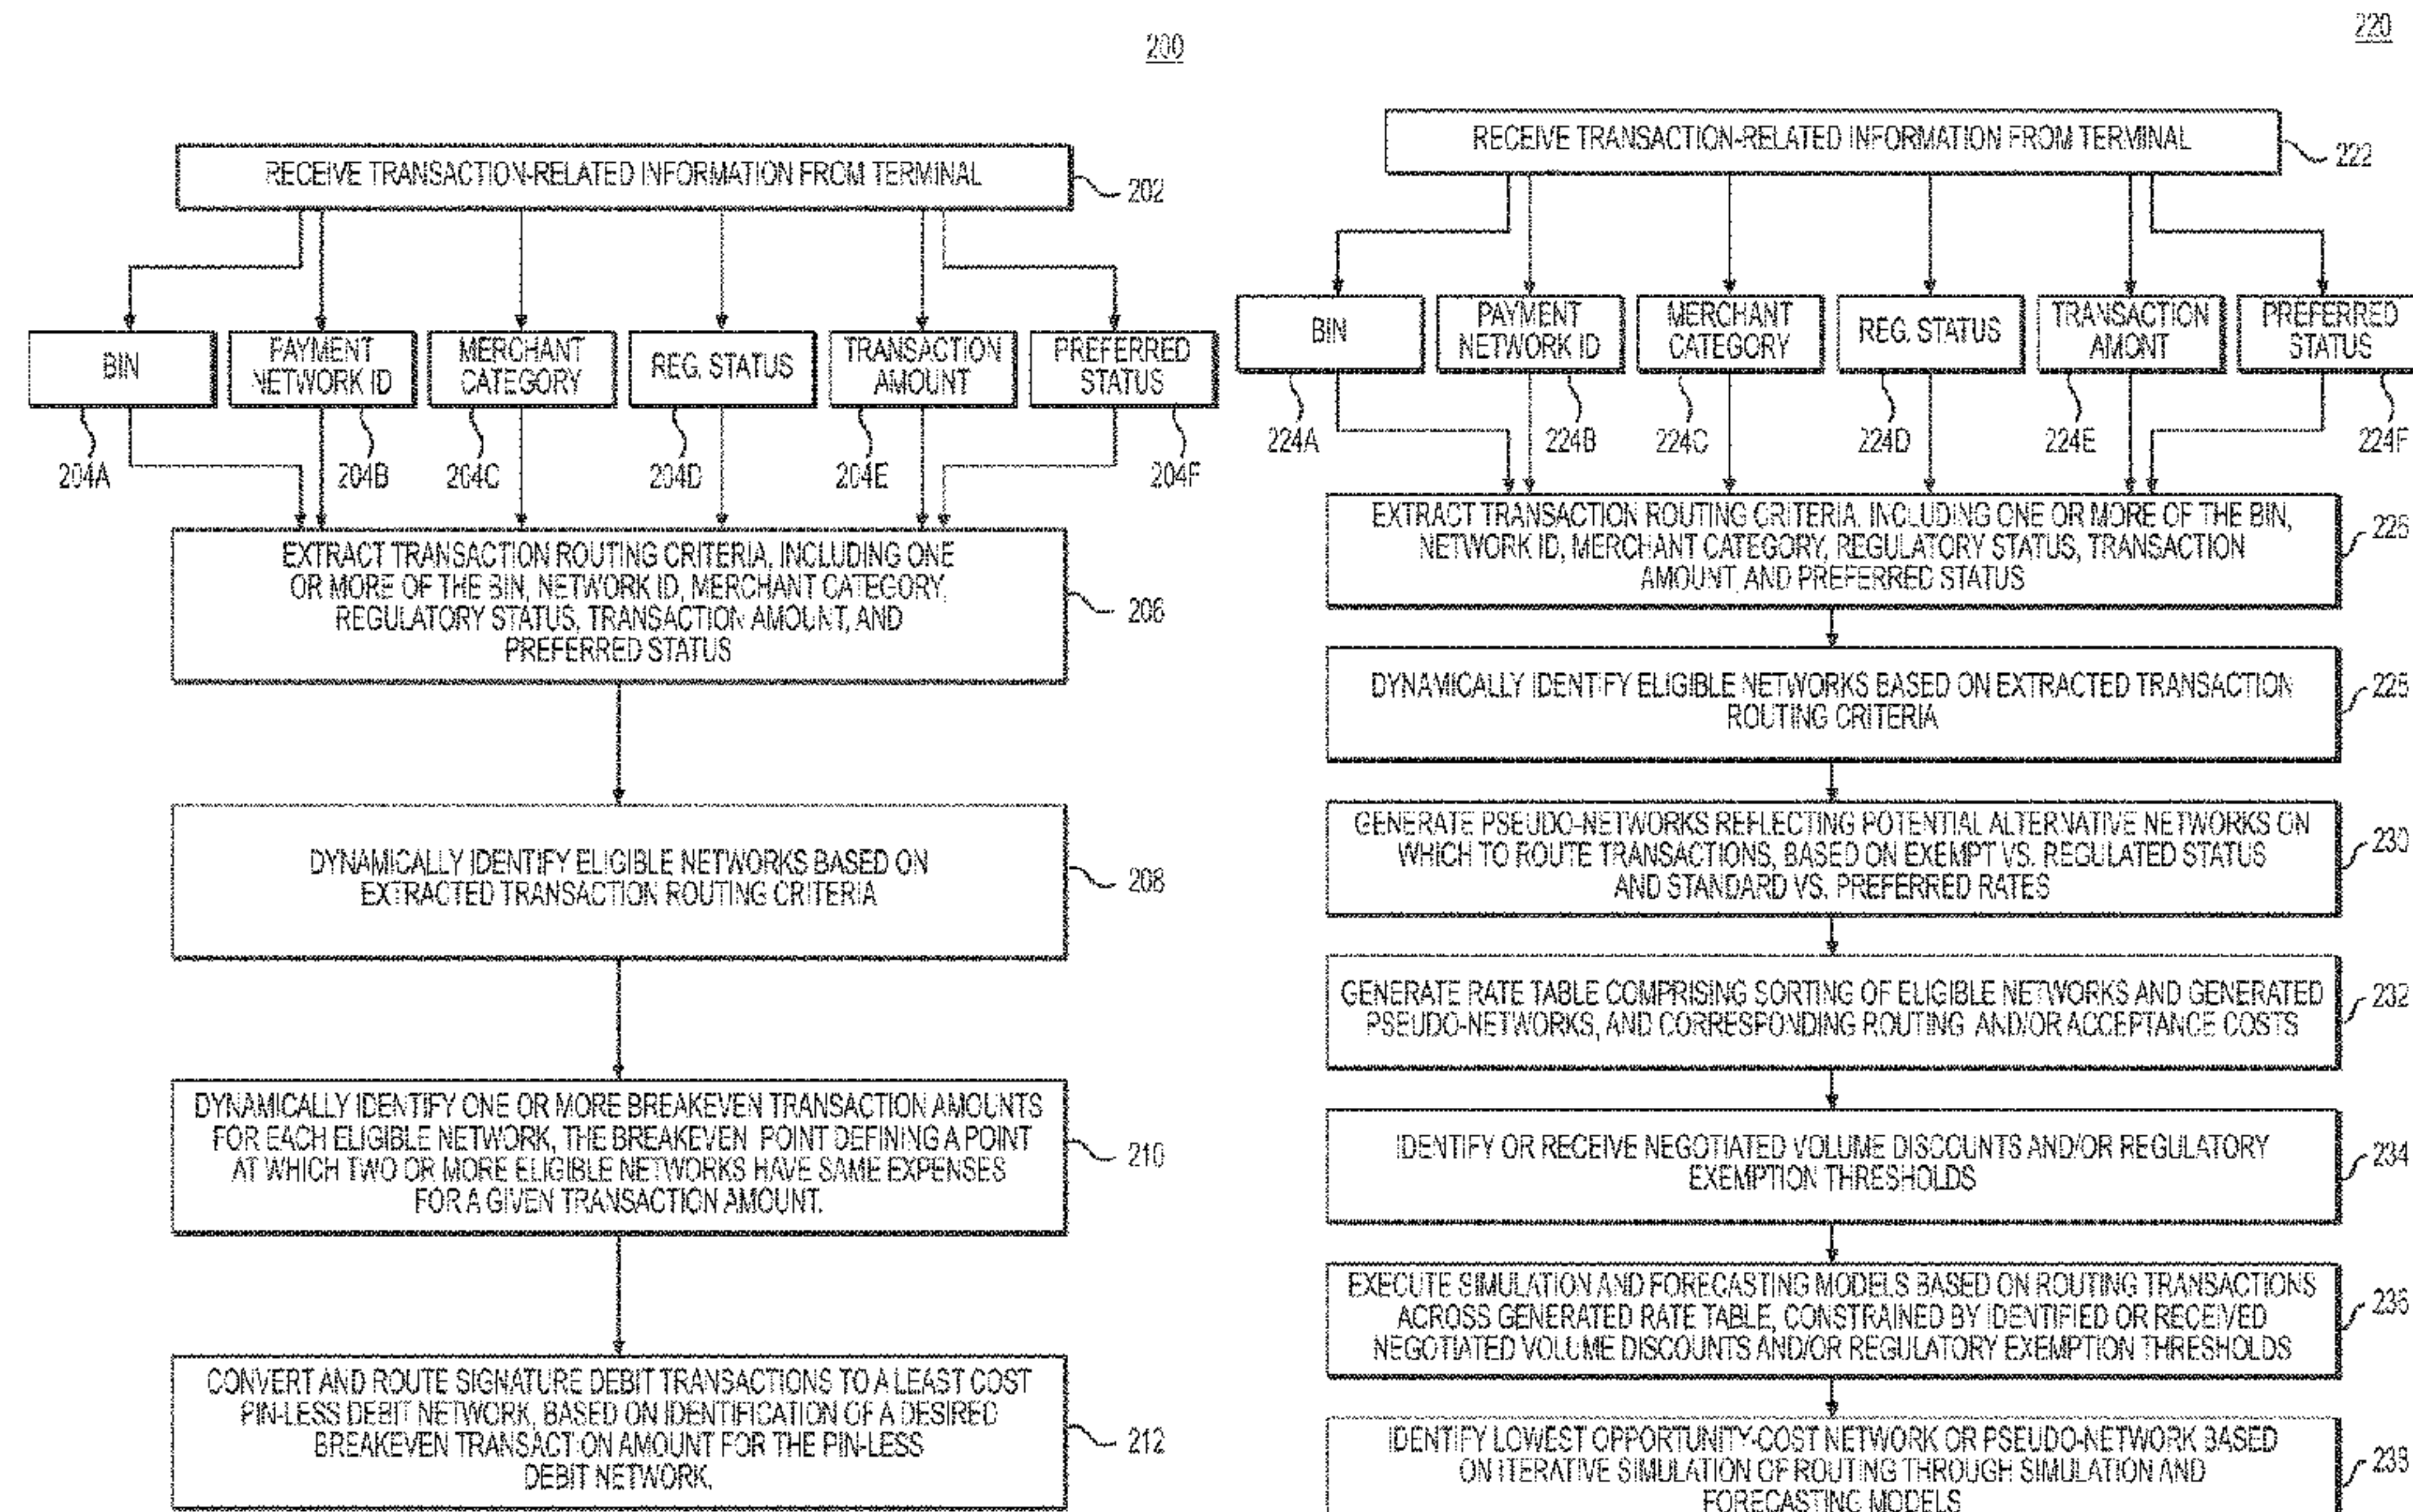 200
RECEIVE TRANSACTION-RELATED INFORMATION FROM TERMINAL
202
BIN
PAYMENT
NETWORK ID
MERCHANT
CATEGORY
REG. STATUS
TRANSACTION
AMOUNT
PREFERRED
STATUS
204A
204B
204C
204D
204E
204F
EXTRACT TRANSACTION ROUTING CRITERIA, INCLUDING ONE
OR MORE OF THE BIN, NETWORK ID, MERCHANT CATEGORY,
REGULATORY STATUS, TRANSACTION AMOUNT, AND
PREFERRED STATUS
206
DYNAMICALLY IDENTIFY ELIGIBLE NETWORKS BASED ON
EXTRACTED TRANSACTION ROUTING CRITERIA
208
DYNAMICALLY IDENTIFY ONE OR MORE BREAKEVEN TRANSACTION AMOUNTS
FOR EACH ELIGIBLE NETWORK, THE BREAKEVEN POINT DEFINING A POINT
AT WHICH TWO OR MORE ELIGIBLE NETWORKS HAVE SAME EXPENSES
FOR A GIVEN TRANSACTION AMOUNT.
210
CONVERT AND ROUTE SIGNATURE DEBIT TRANSACTIONS TO A LEAST COST
PIN-LESS DEBIT NETWORK, BASED ON IDENTIFICATION OF A DESIRED
BREAKEVEN TRANSACTION AMOUNT FOR THE PIN-LESS
DEBIT NETWORK.
212
220
RECEIVE TRANSACTION-RELATED INFORMATION FROM TERMINAL
222
BIN
PAYMENT
NETWORK ID
MERCHANT
CATEGORY
REG. STATUS
TRANSACTION
AMONT
PREFERRED
STATUS
224A
224B
224C
224D
224E
224F
EXTRACT TRANSACTION ROUTING CRITERIA, INCLUDING ONE OR MORE OF THE BIN,
NETWORK ID, MERCHANT CATEGORY, REGULATORY STATUS, TRANSACTION
AMOUNT, AND PREFERRED STATUS
226
DYNAMICALLY IDENTIFY ELIGIBLE NETWORKS BASED ON EXTRACTED TRANSACTION
ROUTING CRITERIA
228
GENERATE PSEUDO-NETWORKS REFLECTING POTENTIAL ALTERNATIVE NETWORKS ON
WHICH TO ROUTE TRANSACTIONS, BASED ON EXEMPT VS. REGULATED STATUS
AND STANDARD VS. PREFERRED RATES
230
GENERATE RATE TABLE COMPRISING SORTING OF ELIGIBLE NETWORKS AND GENERATED
PSEUDO-NETWORKS, AND CORRESPONDING ROUTING AND/OR ACCEPTANCE COSTS
232
IDENTIFY OR RECEIVE NEGOTIATED VOLUME DISCOUNTS AND/OR REGULATORY
EXEMPTION THRESHOLDS
234
EXECUTE SIMULATION AND FORECASTING MODELS BASED ON ROUTING TRANSACTIONS
ACROSS GENERATED RATE TABLE, CONSTRAINED BY IDENTIFIED OR RECEIVED
NEGOTIATED VOLUME DISCOUNTS AND/OR REGULATORY EXEMPTION THRESHOLDS
236
IDENTIFY LOWEST OPPORTUNITY-COST NETWORK OR PSEUDO-NETWORK BASED
ON ITERATIVE SIMULATION OF ROUTING THROUGH SIMULATION AND
FORECASTING MODELS
238